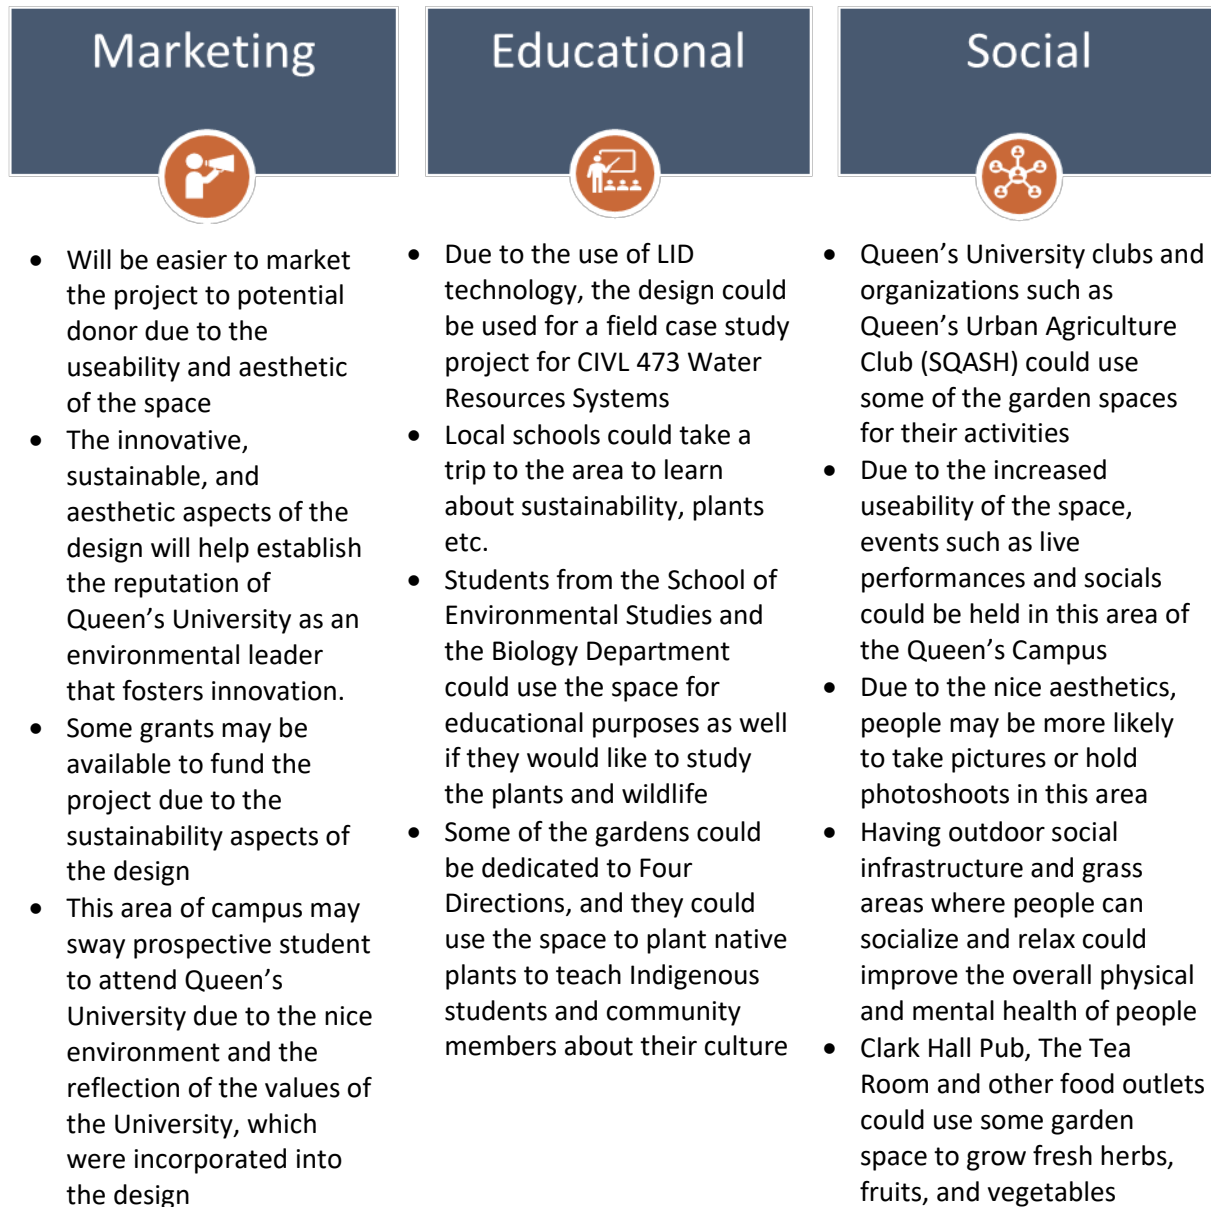 Marketing
• Will be easier to market
the project to potential
donor due to the
useability and aesthetic
of the space
• The innovative,
sustainable, and
aesthetic aspects of the
design will help establish
the reputation of
Queen’s University as an
environmental leader
that fosters innovation.
• Some grants may be
available to fund the
project due to the
sustainability aspects of
the design
• This area of campus may
sway prospective student
to attend Queen’s
University due to the nice
environment and the
reflection of the values of
the University, which
were incorporated into
the design
Educational
• Due to the use of LID
technology, the design could
be used for a field case study
project for CIVL 473 Water
Resources Systems
• Local schools could take a
trip to the area to learn
about sustainability, plants
etc.
• Students from the School of
Environmental Studies and
the Biology Department
could use the space for
educational purposes as well
if they would like to study
the plants and wildlife
• Some of the gardens could
be dedicated to Four
Directions, and they could
use the space to plant native
plants to teach Indigenous
students and community
members about their culture
Social
• Queen’s University clubs and
organizations such as
Queen’s Urban Agriculture
Club (SQASH) could use
some of the garden spaces
for their activities
• Due to the increased
useability of the space,
events such as live
performances and socials
could be held in this area of
the Queen’s Campus
• Due to the nice aesthetics,
people may be more likely
to take pictures or hold
photoshoots in this area
• Having outdoor social
infrastructure and grass
areas where people can
socialize and relax could
improve the overall physical
and mental health of people
• Clark Hall Pub, The Tea
Room and other food outlets
could use some garden
space to grow fresh herbs,
fruits, and vegetables